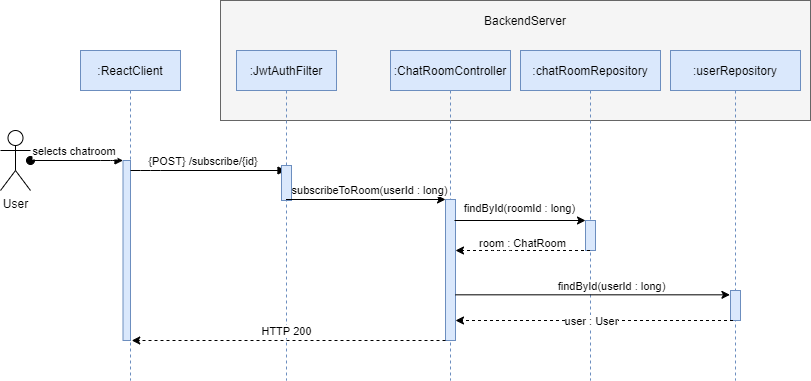 BackendServer
:ReactClient
:JwtAuthFilter
:ChatRoomController
:chatRoomRepository
:userRepository
selects chatroom
{POST} /subscribe/{id}
User
subscribeToRoom(userId : long)
findById(roomId : long)
room : ChatRoom
findById(userId : long)
user : User
HTTP 200